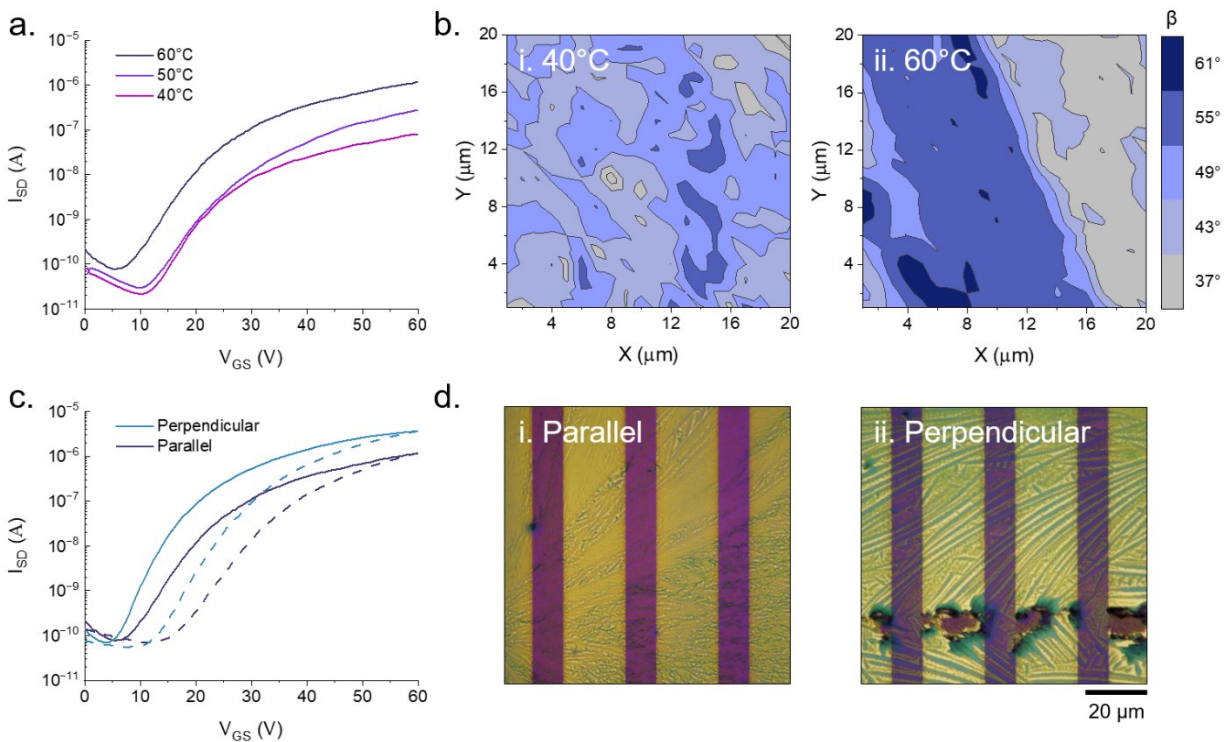 a.
60°C
50°C
40°C
10⁻⁵
10⁻⁶
10⁻⁷
10⁻⁸
10⁻⁹
10⁻¹⁰
10⁻¹¹
I_SD (A)
0 10 20 30 40 50 60
V_GS (V)
b.
i. 40°C
20
16
12
8
4
Y (μm)
4 8 12 16 20
X (μm)
ii. 60°C
20
16
12
8
4
Y (μm)
4 8 12 16 20
X (μm)
β
61°
55°
49°
43°
37°
c.
Perpendicular
Parallel
10⁻⁵
10⁻⁶
10⁻⁷
10⁻⁸
10⁻⁹
10⁻¹⁰
10⁻¹¹
I_SD (A)
0 10 20 30 40 50 60
V_GS (V)
d.
i. Parallel
ii. Perpendicular
20 μm